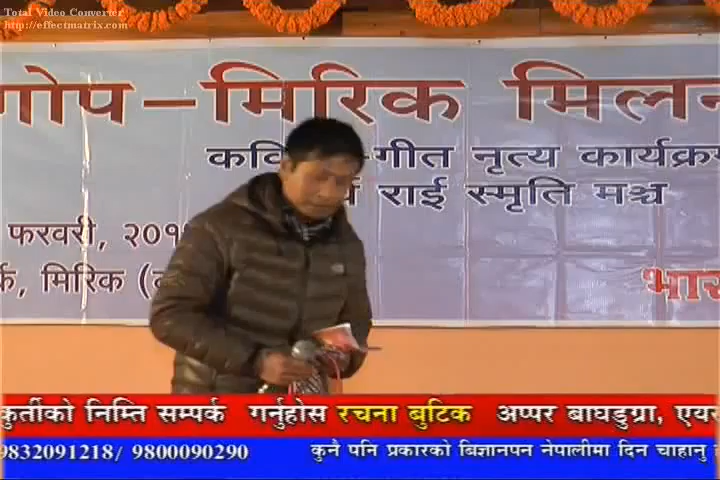 Total Video Converter
http://effectmatrix.com
गोप – मिरिक मिलन
गीत नृत्य कार्यक्र
राई स्मृति मञ्च
फरवरी, २०१
र्क, मिरिक (
भार
कुर्तीको निम्ति सम्पर्क गर्नुहोस रचना बुटिक अप्पर बाघडुग्रा, एयर
9832091218/ 9800090290 कुनै पनि प्रकारको बिज्ञानपन नेपालीमा दिन चाहानु